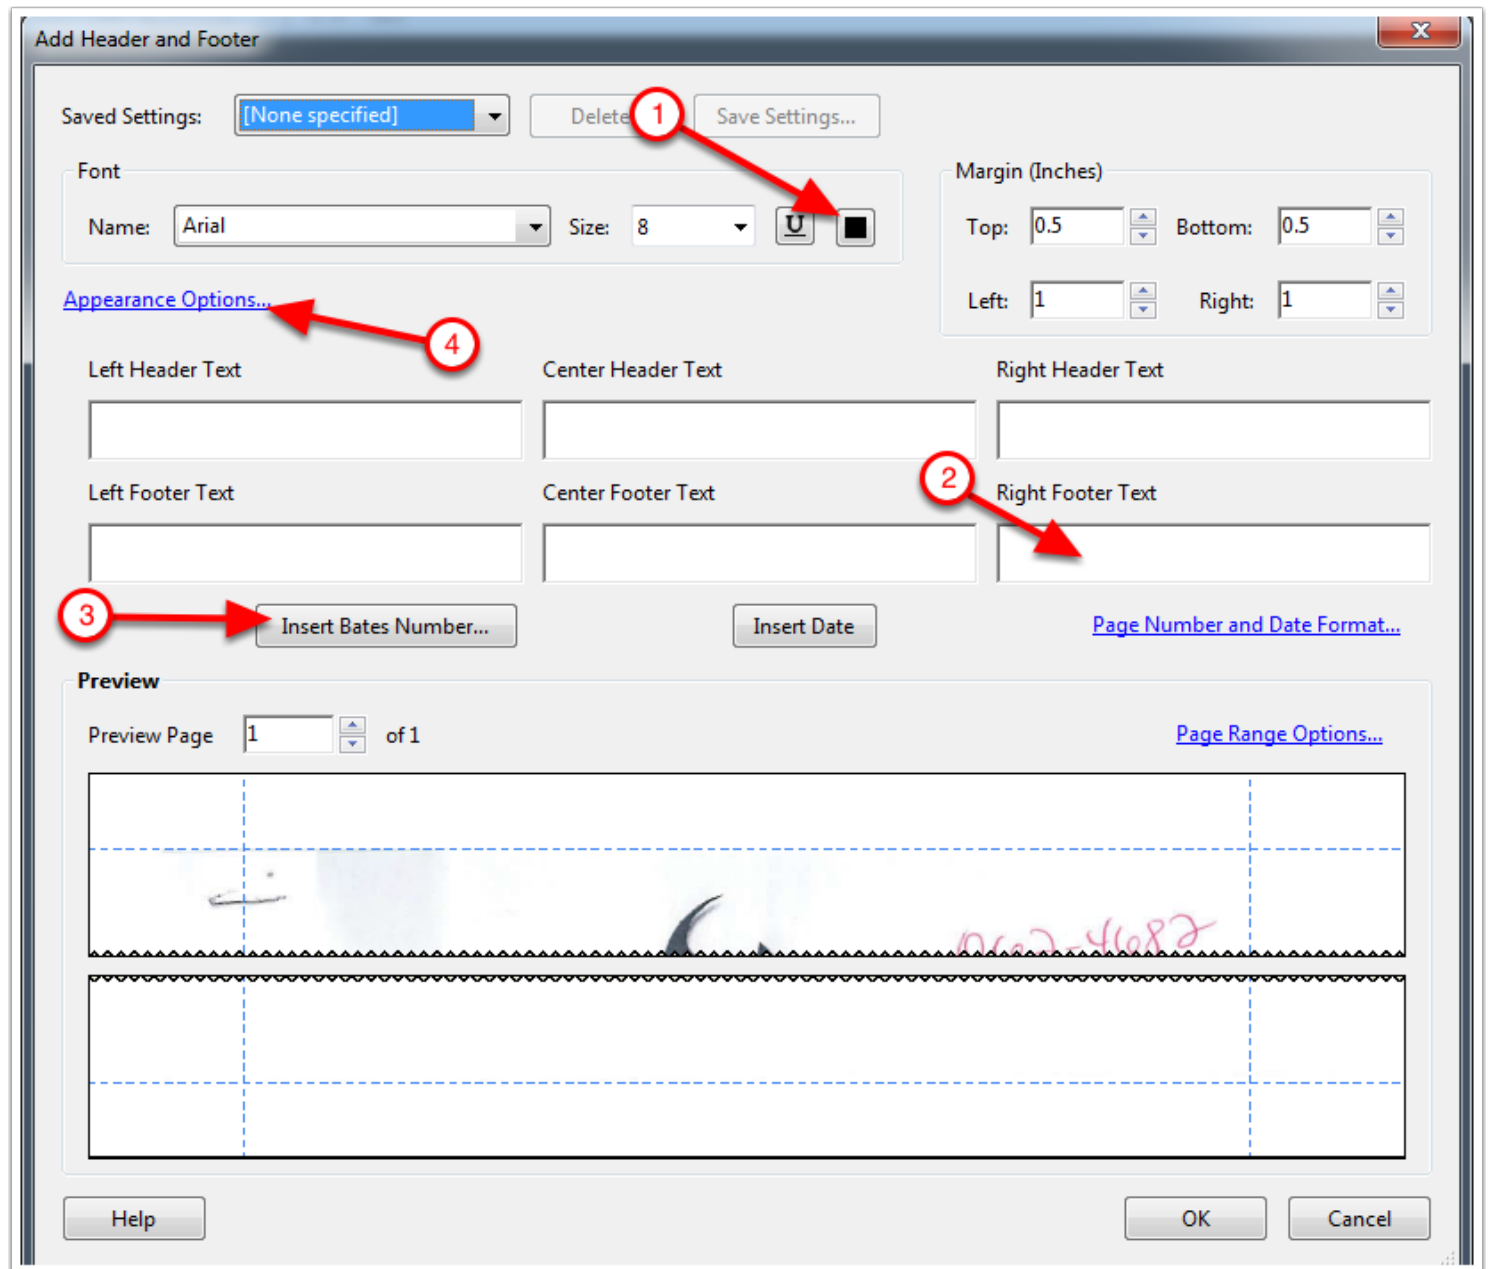 Add Header and Footer
x
Saved Settings: [None specified] Delete Save Settings...
1
Font
Margin (Inches)
Name: Arial Size: 8 U
Top: 0.5 Bottom: 0.5
Appearance Options...
Left: 1 Right: 1
4
Left Header Text Center Header Text Right Header Text
2
Left Footer Text Center Footer Text Right Footer Text
3
Insert Bates Number... Insert Date Page Number and Date Format...
Preview
Preview Page 1 of 1 Page Range Options...
-4682
Help OK Cancel